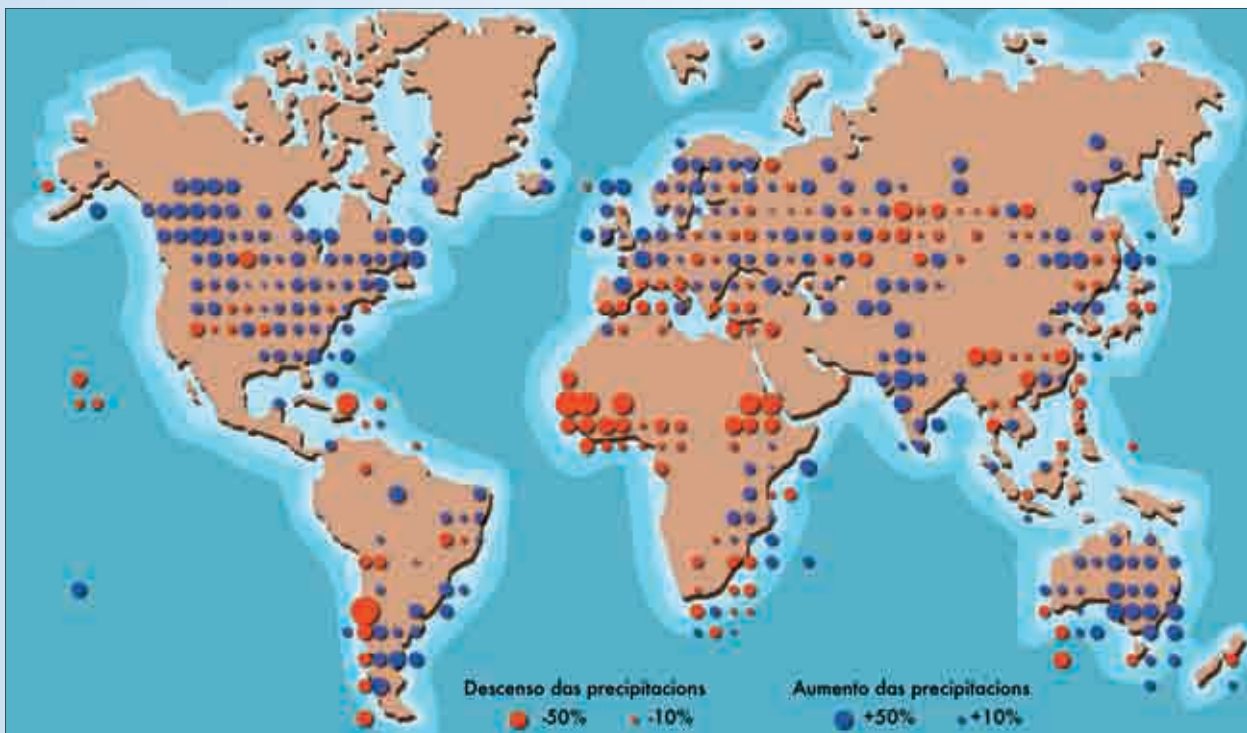 Descenso das precipitacions
-50% -10%
Aumento das precipitacions
+50% +10%